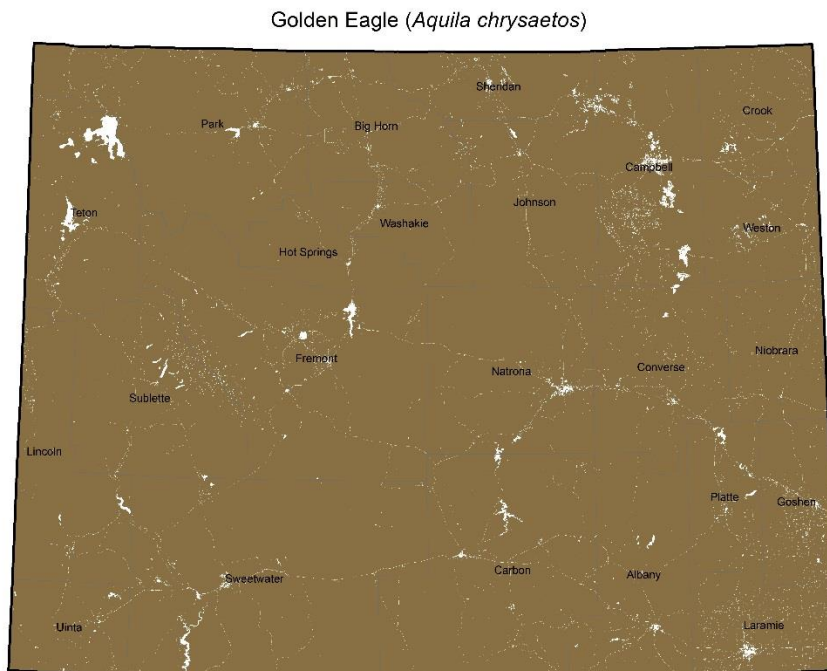 Golden Eagle (Aquila chrysaetos)
Sheridan
Crook
Park
Big Horn
Campbell
Johnson
Teton
Washakie
Weston
Hot Springs
Niobrara
Fremont
Converse
Natrona
Sublette
Lincoln
Platte
Goshen
Carbon
Albany
Sweetwater
Uinta
Laramie